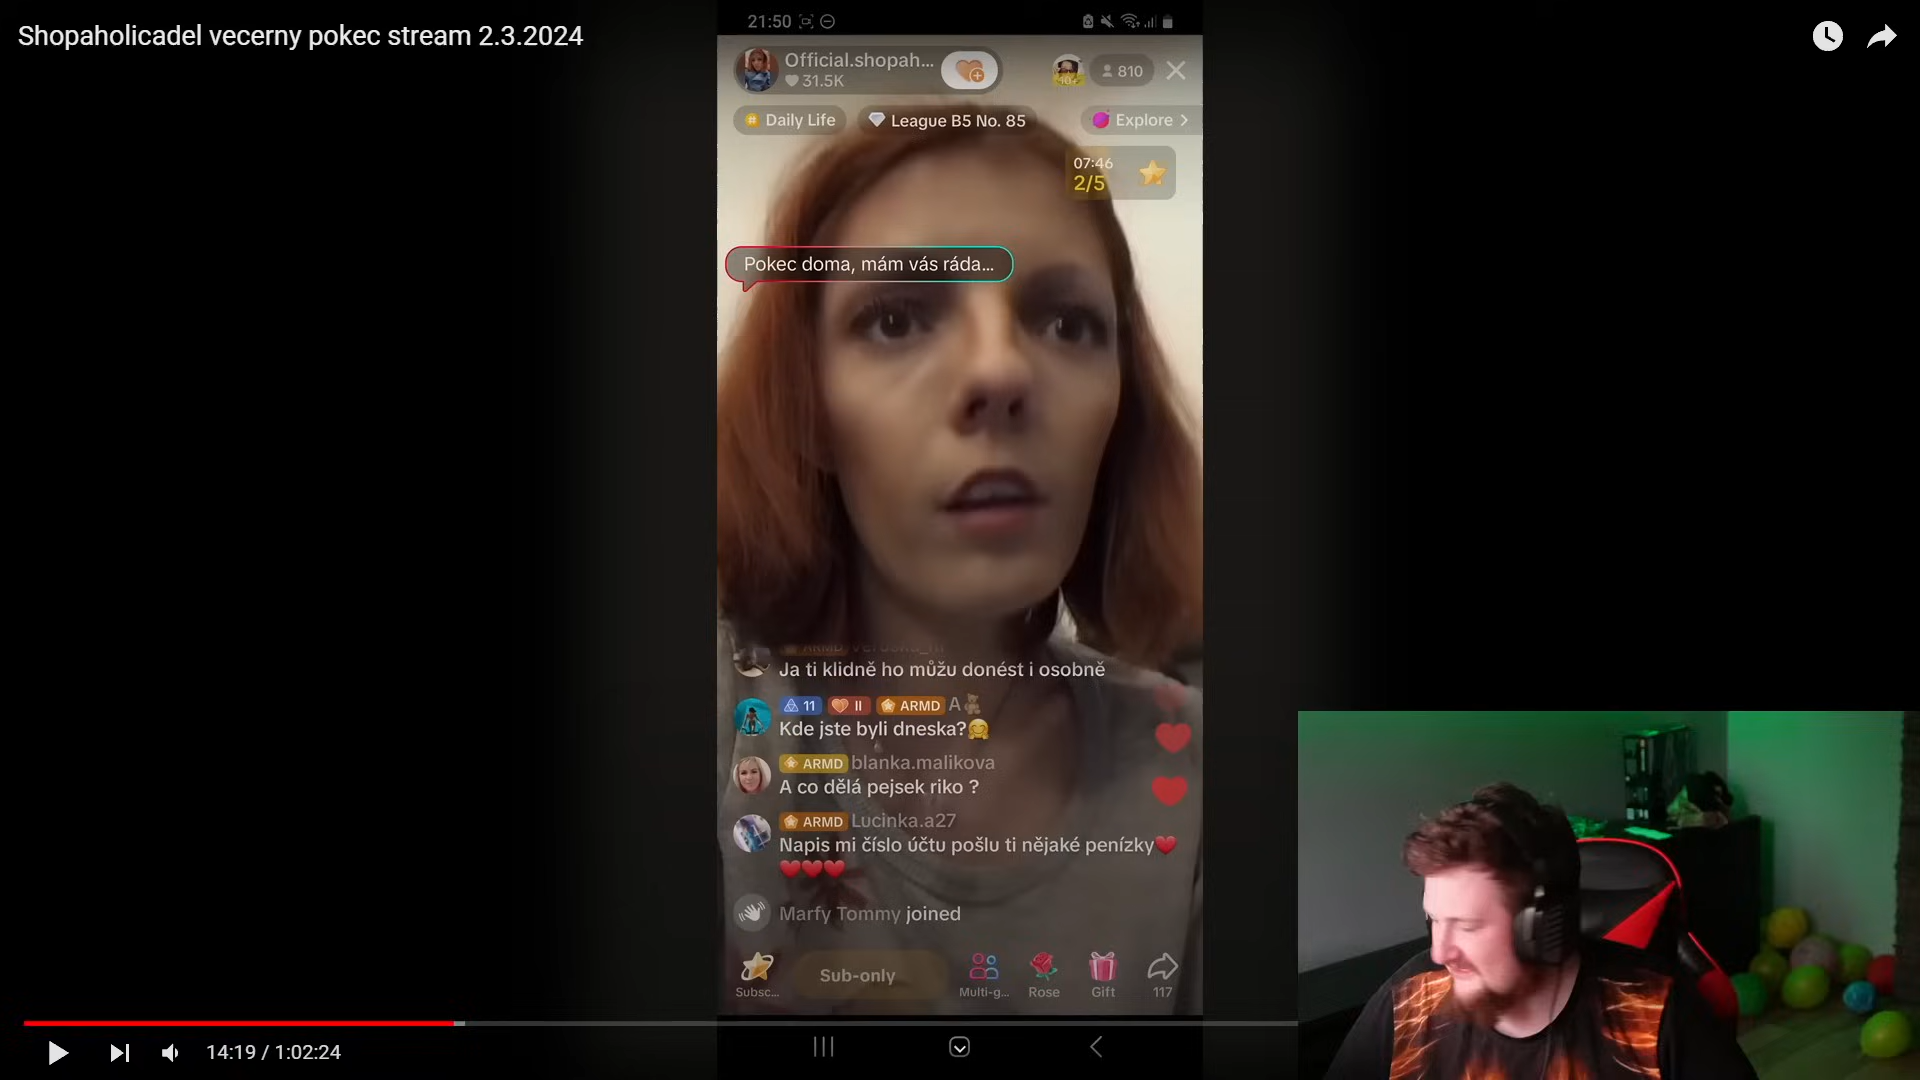 Shopaholicadel vecerny pokec stream 2.3.2024
21:50
Official.shopah...
31.5K
810
Daily Life
League B5 No. 85
Explore >
07:46
2/5
Pokec doma, mám vás ráda...
ARMD
Ja ti klidně ho můžu donést i osobně
11 II ARMD A
Kde jste byli dneska?
ARMD blanka.malikova
A co dělá pejsek riko ?
ARMD Lucinka.a27
Napis mi číslo účtu pošlu ti nějaké penízky
Marfy Tommy joined
Subsc...
Sub-only
Multi-g...
Rose
Gift
117
14:19 / 1:02:24